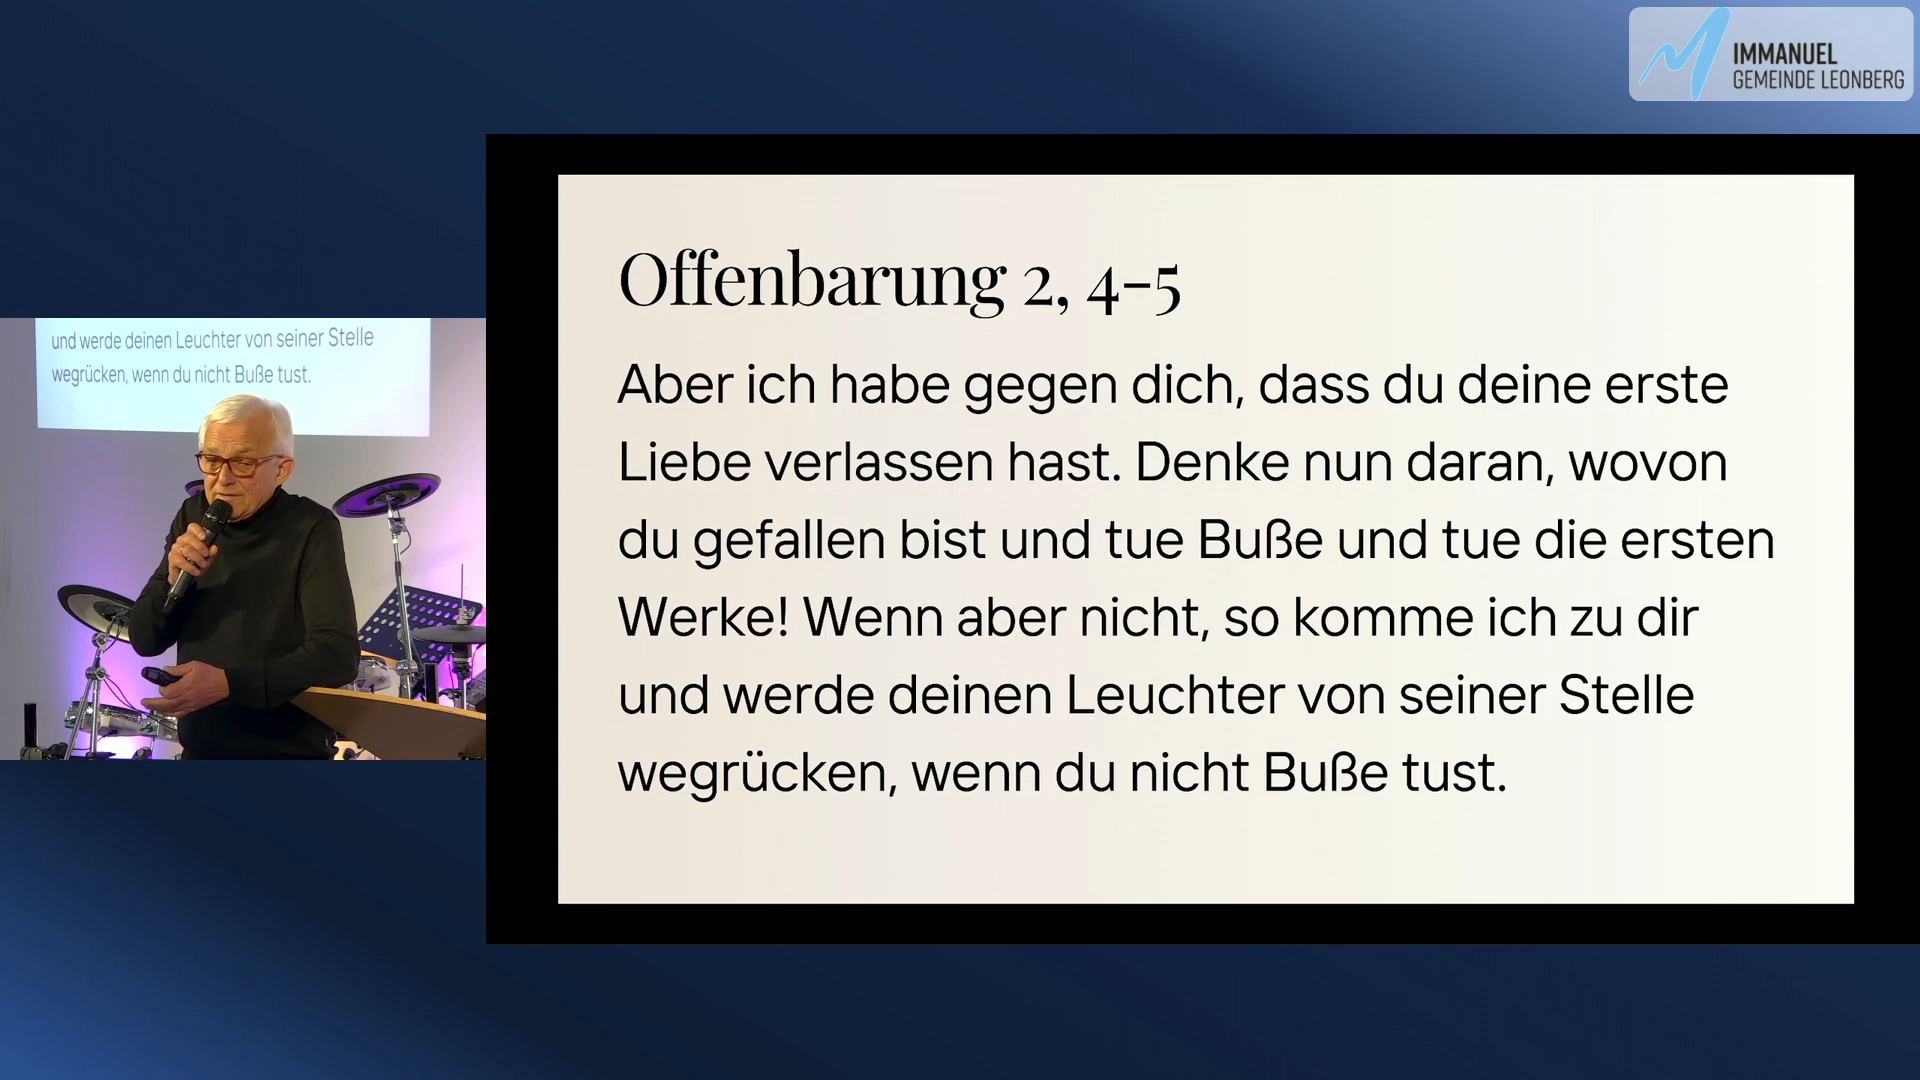 IMMANUEL
GEMEINDE LEONBERG
Offenbarung 2, 4-5
Aber ich habe gegen dich, dass du deine erste
Liebe verlassen hast. Denke nun daran, wovon
du gefallen bist und tue Buße und tue die ersten
Werke! Wenn aber nicht, so komme ich zu dir
und werde deinen Leuchter von seiner Stelle
wegrücken, wenn du nicht Buße tust.
und werde deinen Leuchter von seiner Stelle
wegrücken, wenn du nicht Buße tust.